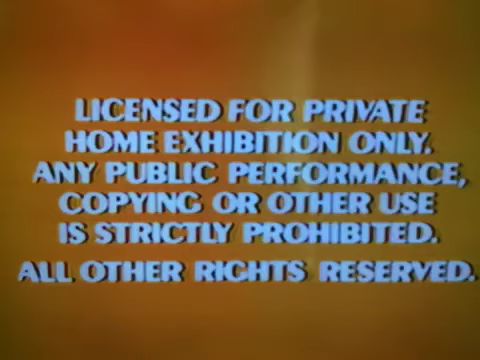 LICENSED FOR PRIVATE
HOME EXHIBITION ONLY.
ANY PUBLIC PERFORMANCE,
COPYING OR OTHER USE
IS STRICTLY PROHIBITED.
ALL OTHER RIGHTS RESERVED.